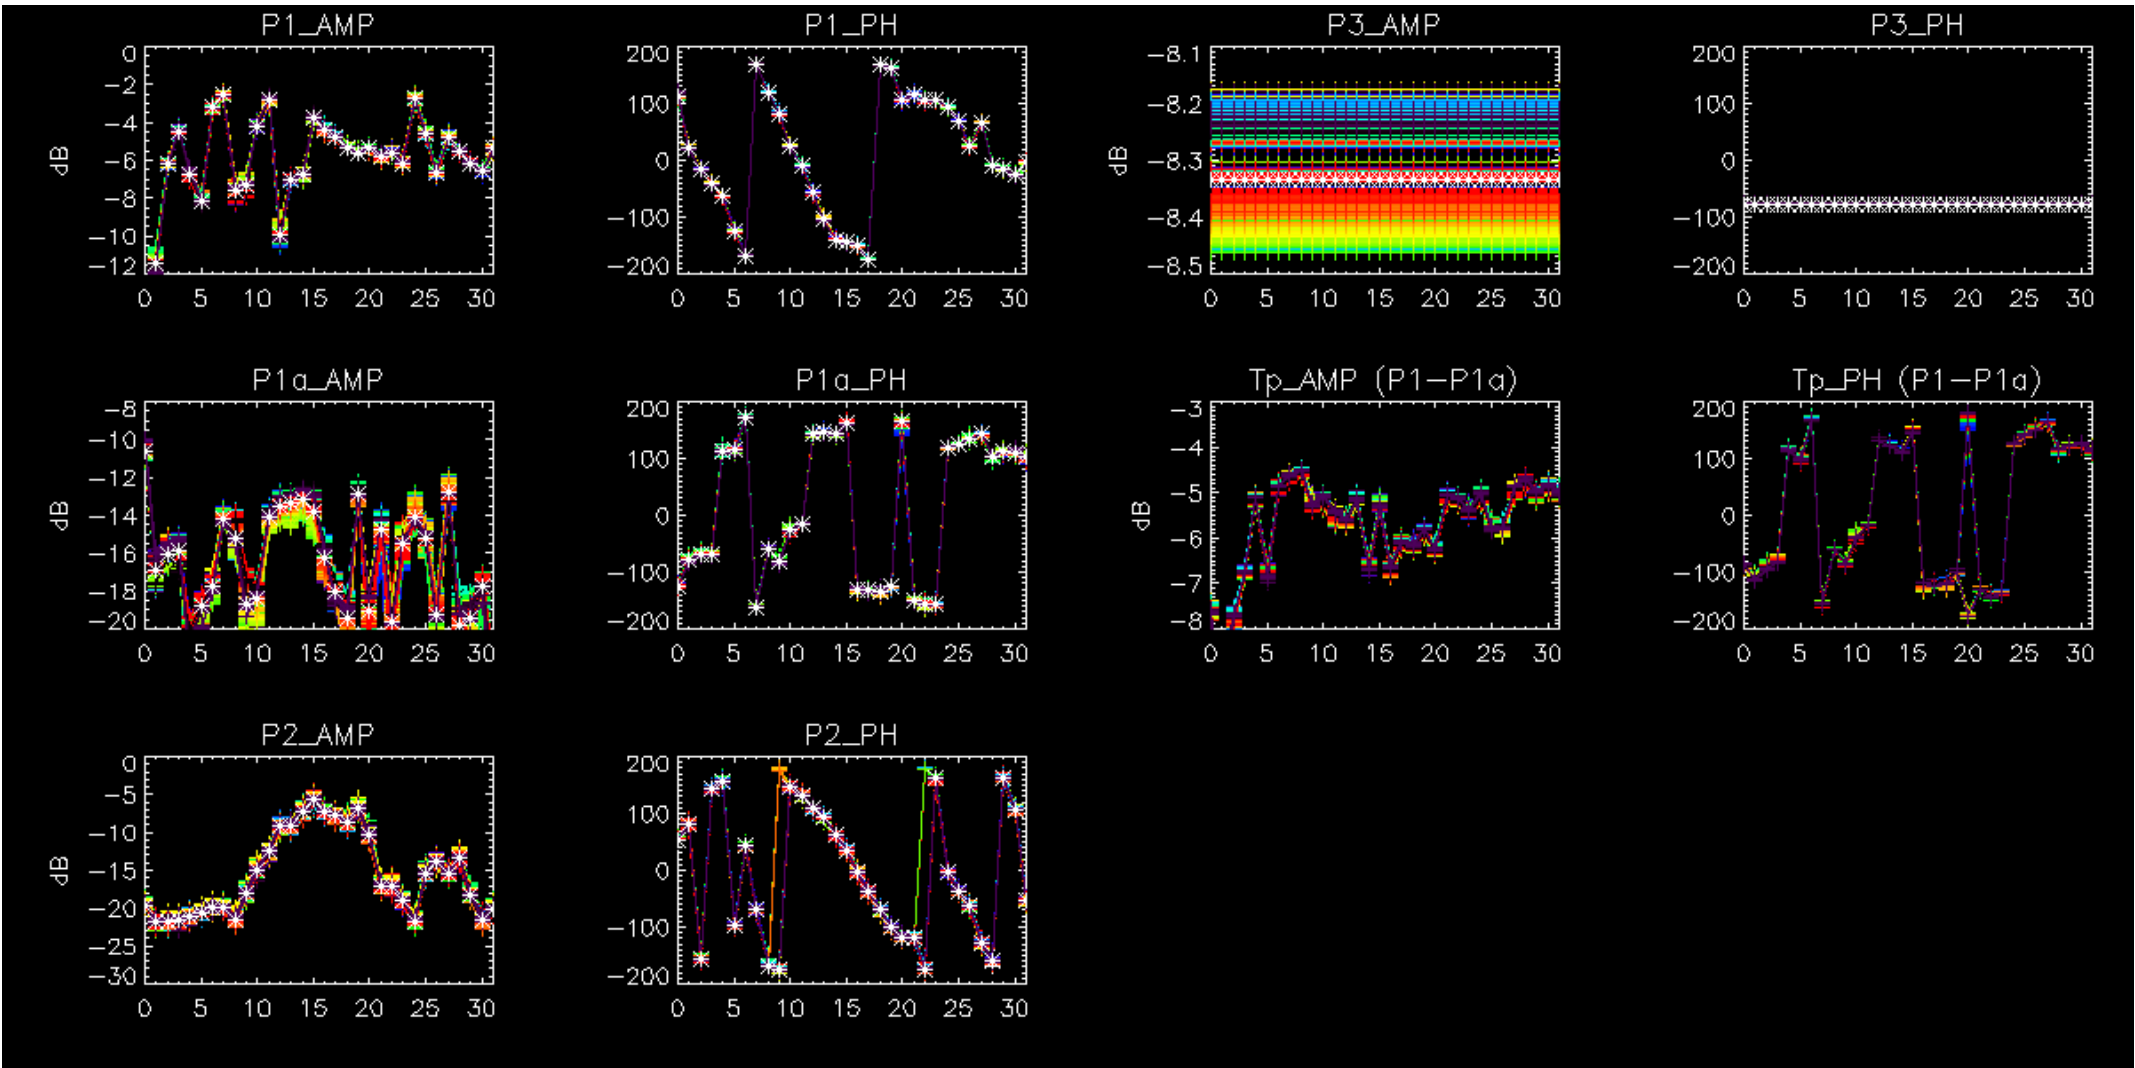 P1_AMP
dB
0
−2
−4
−6
−8
−10
−12
0 5 10 15 20 25 30
P1_PH
200
100
0
−100
−200
0 5 10 15 20 25 30
P3_AMP
dB
−8.1
−8.2
−8.3
−8.4
−8.5
0 5 10 15 20 25 30
P3_PH
200
100
0
−100
−200
0 5 10 15 20 25 30
P1a_AMP
dB
−8
−10
−12
−14
−16
−18
−20
0 5 10 15 20 25 30
P1a_PH
200
100
0
−100
−200
0 5 10 15 20 25 30
Tp_AMP (P1−P1a)
dB
−3
−4
−5
−6
−7
−8
0 5 10 15 20 25 30
Tp_PH (P1−P1a)
200
100
0
−100
−200
0 5 10 15 20 25 30
P2_AMP
dB
0
−5
−10
−15
−20
−25
−30
0 5 10 15 20 25 30
P2_PH
200
100
0
−100
−200
0 5 10 15 20 25 30